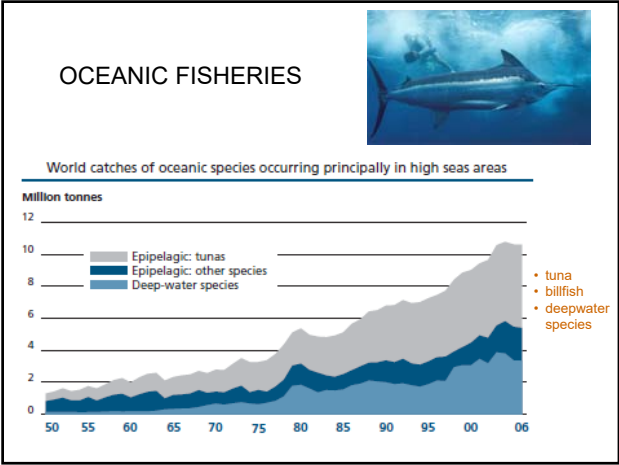 OCEANIC FISHERIES
World catches of oceanic species occurring principally in high seas areas
Million tonnes
12
10
8
6
4
2
0
Epipelagic: tunas
Epipelagic: other species
Deep-water species
50 55 60 65 70 75 80 85 90 95 00 06
• tuna
• billfish
• deepwater
species